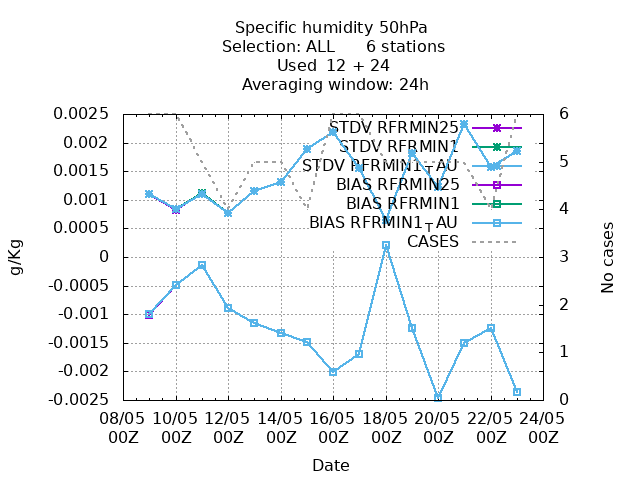 Specific humidity 50hPa
Selection: ALL 6 stations
Used 12 + 24
Averaging window: 24h
0.0025
0.002
0.0015
0.001
0.0005
0
-0.0005
-0.001
-0.0015
-0.002
-0.0025
g/Kg
STDV RFRMIN25
STDV RFRMIN1
STDV RFRMIN1_TAU
BIAS RFRMIN25
BIAS RFRMIN1
BIAS RFRMIN1_TAU
CASES
6
5
4
3
2
1
0
No cases
08/05 10/05 12/05 14/05 16/05 18/05 20/05 22/05 24/05
00Z 00Z 00Z 00Z 00Z 00Z 00Z 00Z 00Z
Date